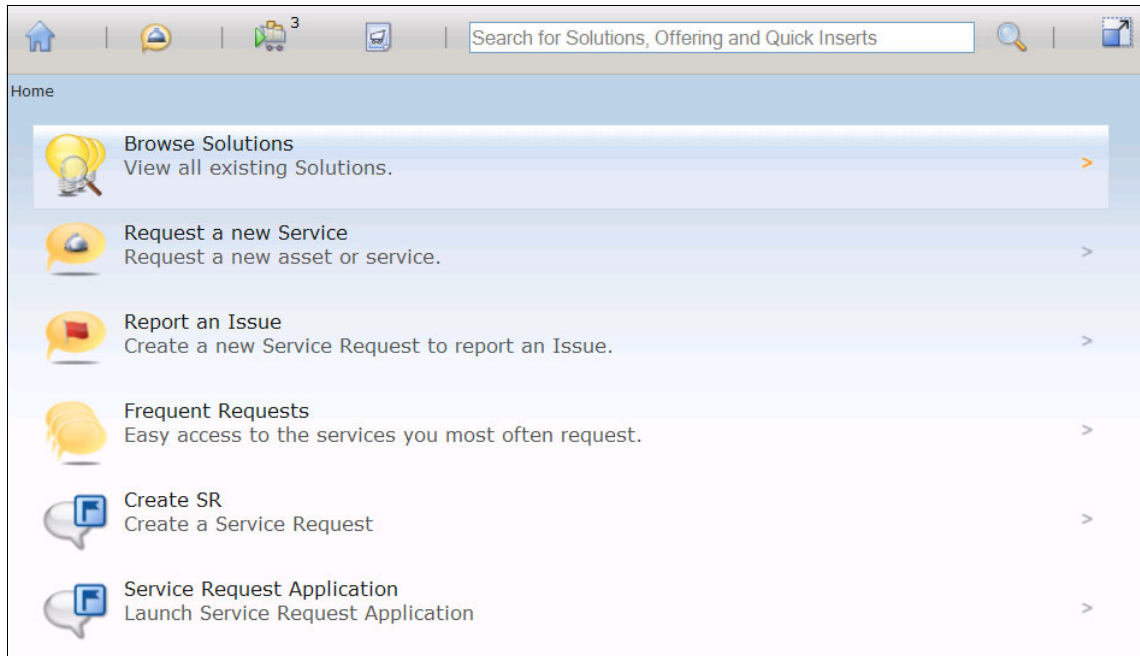 3
Search for Solutions, Offering and Quick Inserts
Home
Browse Solutions
View all existing Solutions.
>
Request a new Service
Request a new asset or service.
>
Report an Issue
Create a new Service Request to report an Issue.
>
Frequent Requests
Easy access to the services you most often request.
>
Create SR
Create a Service Request
>
Service Request Application
Launch Service Request Application
>